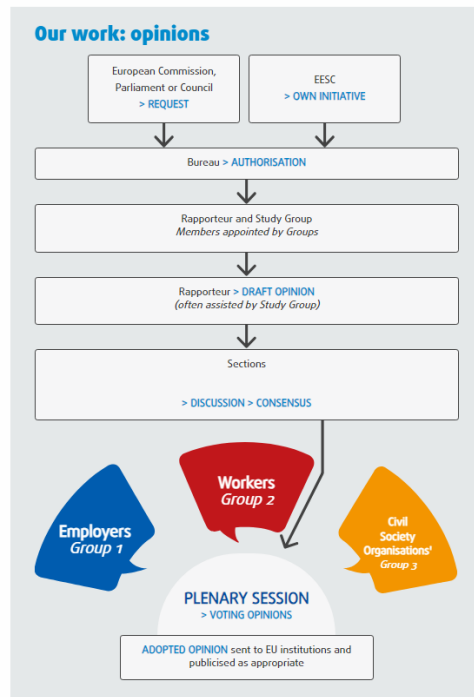 Our work: opinions
European Commission,
Parliament or Council
> REQUEST
EESC
> OWN INITIATIVE
Bureau > AUTHORISATION
Rapporteur and Study Group
Members appointed by Groups
Rapporteur > DRAFT OPINION
(often assisted by Study Group)
Sections
> DISCUSSION > CONSENSUS
Employers
Group 1
Workers
Group 2
Civil
Society
Organisations'
Group 3
PLENARY SESSION
> VOTING OPINIONS
ADOPTED OPINION sent to EU institutions and
publicised as appropriate